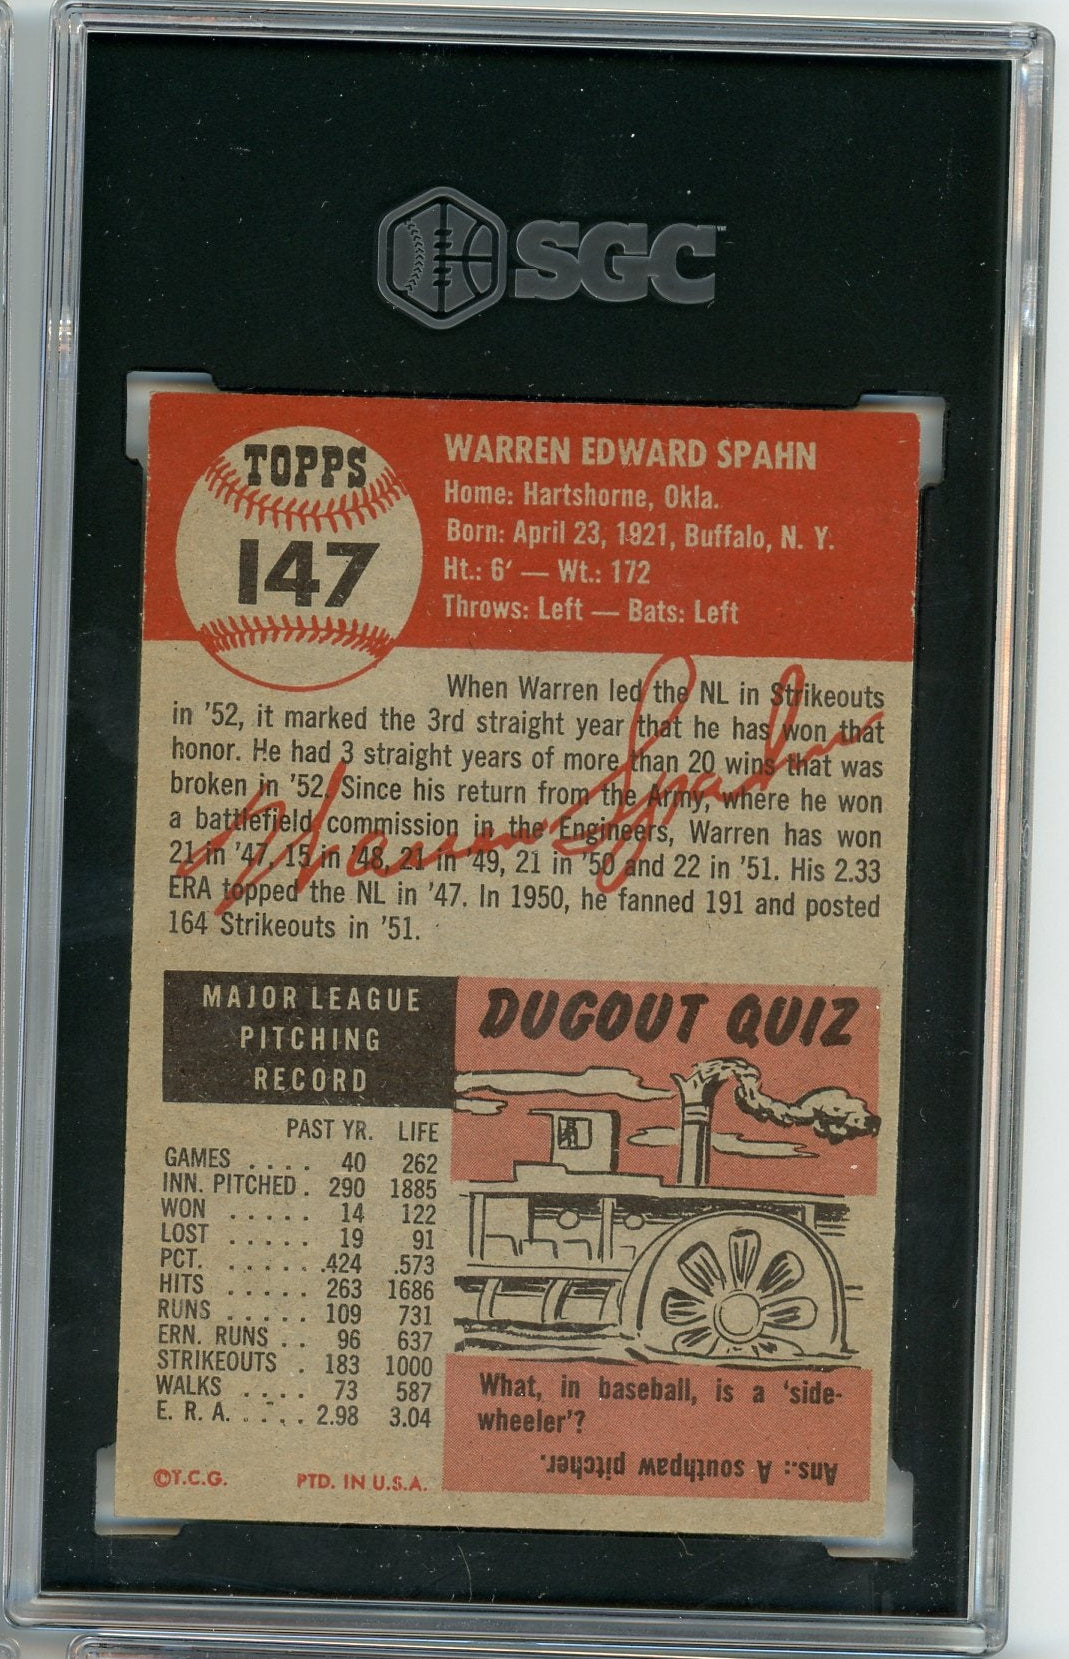 SGC™
TOPPS
147
WARREN EDWARD SPAHN
Home: Hartshorne, Okla.
Born: April 23, 1921, Buffalo, N. Y.
Ht.: 6′ — Wt.: 172
Throws: Left — Bats: Left
When Warren led the NL in Strikeouts
in '52, it marked the 3rd straight year that he has won that
honor. He had 3 straight years of more than 20 wins that was
broken in '52. Since his return from the Army, where he won
a battlefield commission in the Engineers, Warren has won
21 in '47, 15 in '48, 21 in '49, 21 in '50 and 22 in '51. His 2.33
ERA topped the NL in '47. In 1950, he fanned 191 and posted
164 Strikeouts in '51.
Warren Spahn
MAJOR LEAGUE
PITCHING
RECORD
PAST YR. LIFE
GAMES .... 40 262
INN. PITCHED . 290 1885
WON ..... 14 122
LOST ..... 19 91
PCT. ...... .424 .573
HITS ..... 263 1686
RUNS ..... 109 731
ERN. RUNS .. 96 637
STRIKEOUTS . 183 1000
WALKS .... 73 587
E. R. A. .... 2.98 3.04
©T.C.G. PTD. IN U.S.A.
DUGOUT QUIZ
What, in baseball, is a 'side-
wheeler'?
Ans.: A southpaw pitcher.